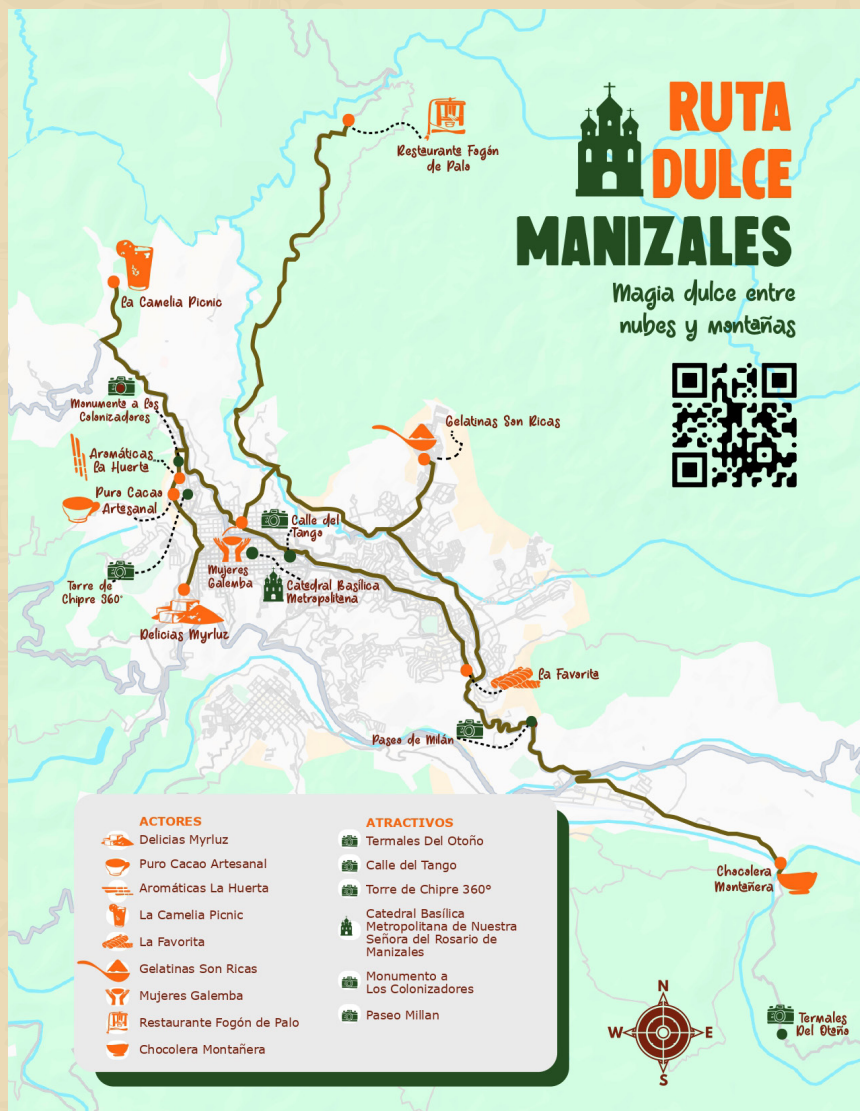 RUTA
DULCE
MANIZALES
Magia dulce entre
nubes y montañas
Restaurante Fogón
de Palo
La Camelia Picnic
Monumento a los
Colonizadores
Aromáticas
La Huerta
Puro Cacao
Artesanal
Gelatinas Son Ricas
Calle del
Tango
Mujeres
Galemba
Catedral Basílica
Metropolitana
Torre de
Chipre 360°
Delicias Myrluz
La Favorita
Paseo de Milán
Chocolera
Montañera
Termales
Del Otoño
N
W
E
S
ACTORES
Delicias Myrluz
Puro Cacao Artesanal
Aromáticas La Huerta
La Camelia Picnic
La Favorita
Gelatinas Son Ricas
Mujeres Galemba
Restaurante Fogón de Palo
Chocolera Montañera
ATRACTIVOS
Termales Del Otoño
Calle del Tango
Torre de Chipre 360°
Catedral Basílica
Metropolitana de Nuestra
Señora del Rosario de
Manizales
Monumento a
Los Colonizadores
Paseo Millan